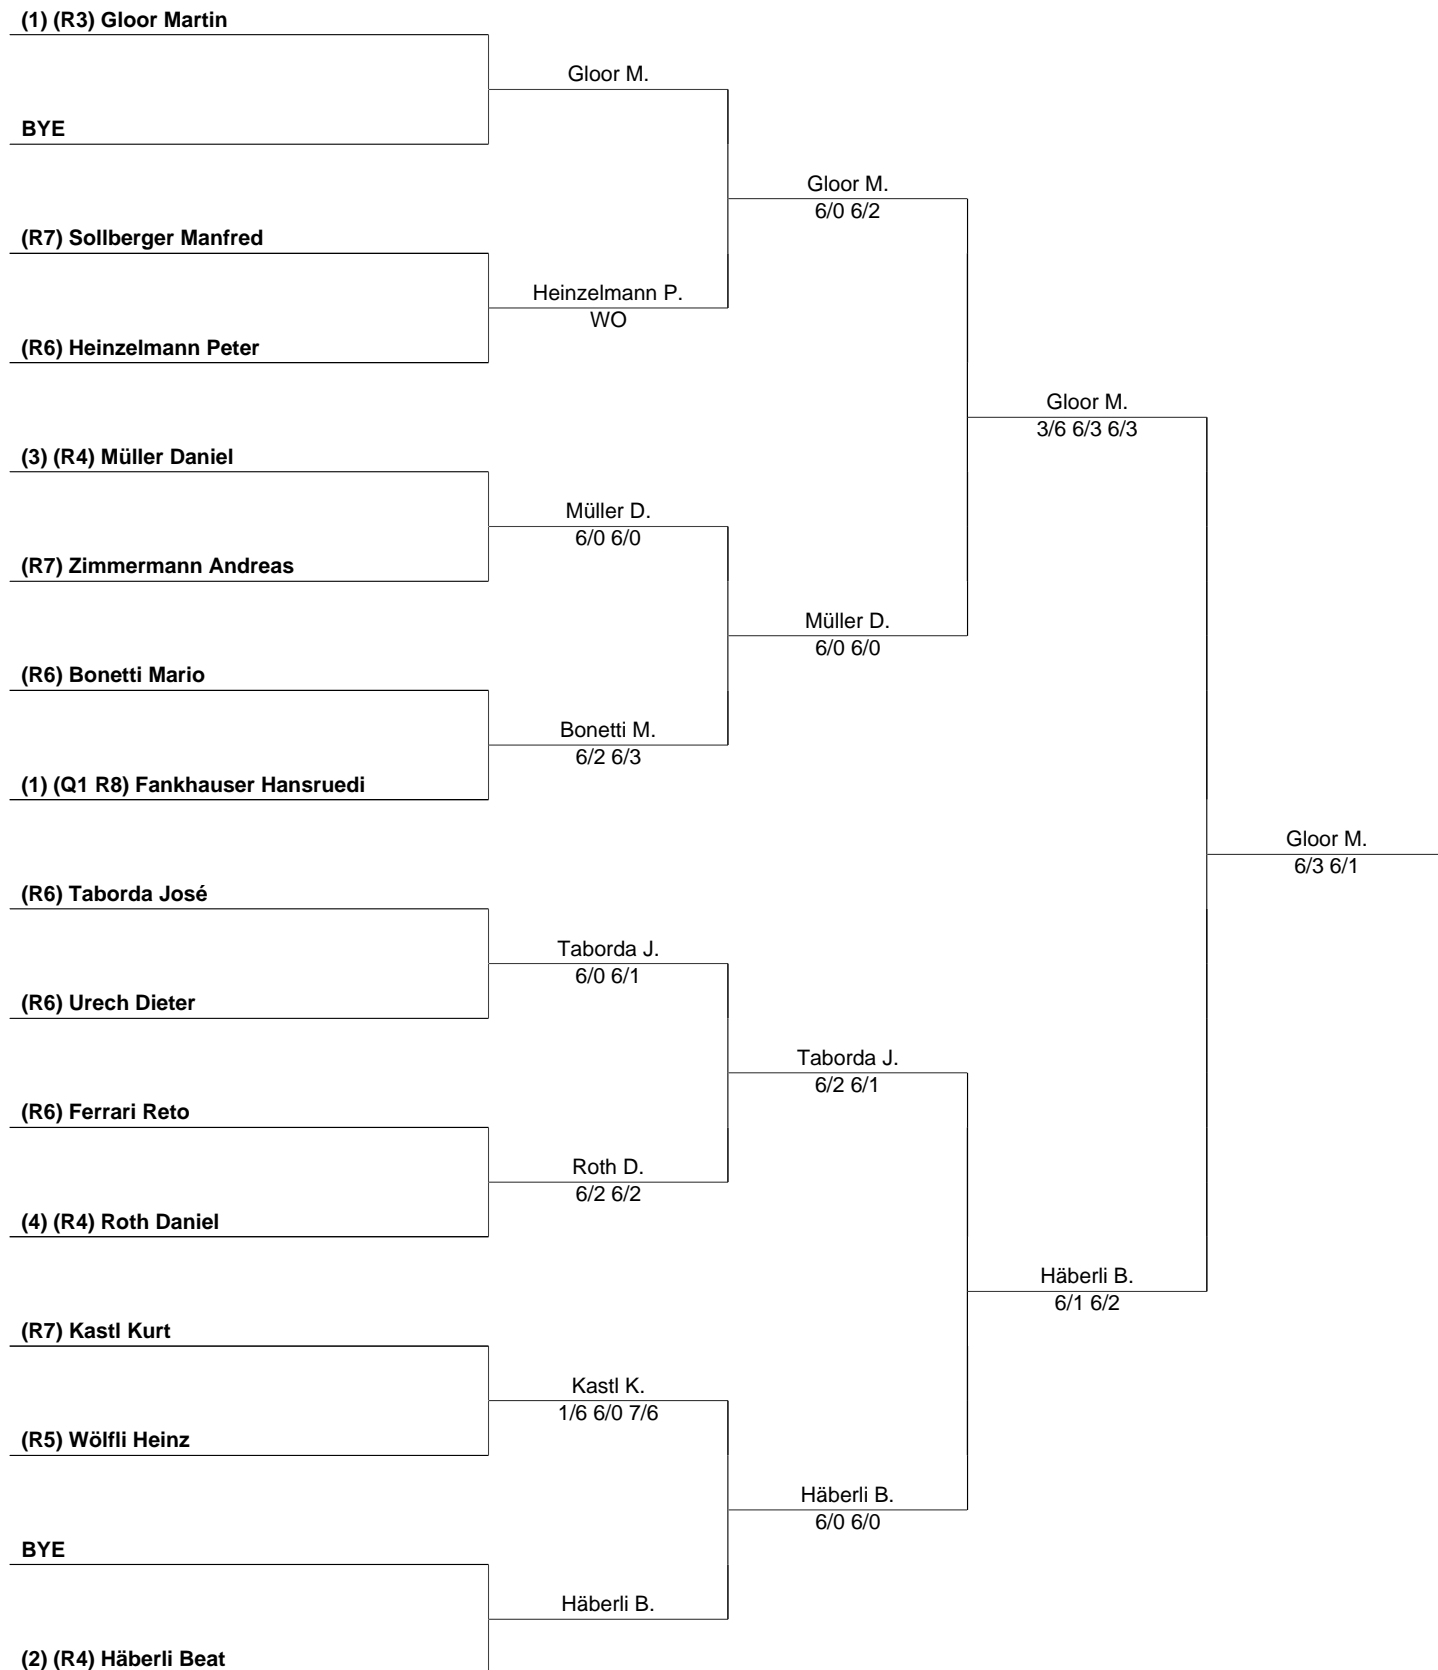 (1) (R3) Gloor Martin
Gloor M.
BYE
Gloor M.
6/0 6/2
(R7) Sollberger Manfred
Heinzelmann P.
WO
(R6) Heinzelmann Peter
Gloor M.
3/6 6/3 6/3
(3) (R4) Müller Daniel
Müller D.
6/0 6/0
(R7) Zimmermann Andreas
Müller D.
6/0 6/0
(R6) Bonetti Mario
Bonetti M.
6/2 6/3
(1) (Q1 R8) Fankhauser Hansruedi
Gloor M.
6/3 6/1
(R6) Taborda José
Taborda J.
6/0 6/1
(R6) Urech Dieter
Taborda J.
6/2 6/1
(R6) Ferrari Reto
Roth D.
6/2 6/2
(4) (R4) Roth Daniel
Häberli B.
6/1 6/2
(R7) Kastl Kurt
Kastl K.
1/6 6/0 7/6
(R5) Wölfli Heinz
Häberli B.
6/0 6/0
BYE
Häberli B.
(2) (R4) Häberli Beat